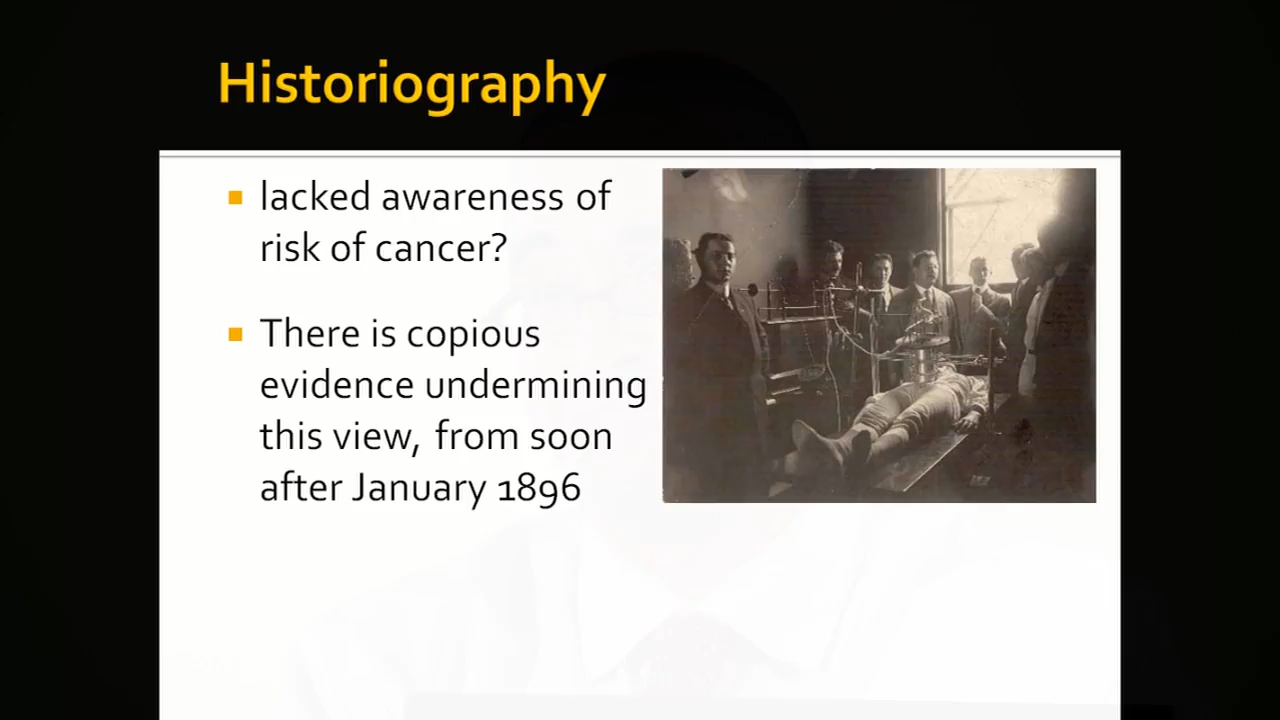 Historiography
lacked awareness of
risk of cancer?
There is copious
evidence undermining
this view, from soon
after January 1896